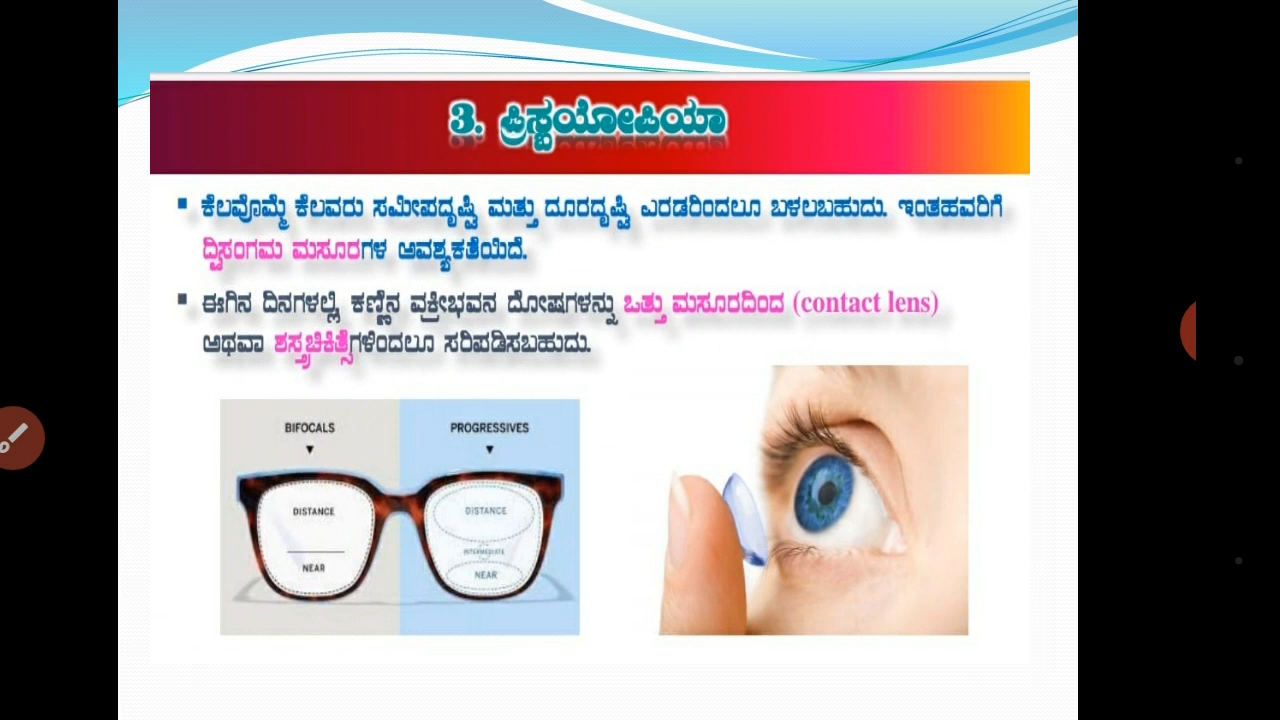 3. ಪ್ರಿಸ್ಬಯೋಪಿಯಾ
▪ ಕೆಲವೊಮ್ಮೆ ಕೆಲವರು ಸಮೀಪದೃಷ್ಟಿ ಮತ್ತು ದೂರದೃಷ್ಟಿ ಎರಡರಿಂದಲೂ ಬಳಲಬಹುದು. ಇಂತಹವರಿಗೆ
ದ್ವಿಸಂಗಮ ಮಸೂರಗಳ ಅವಶ್ಯಕತೆಯಿದೆ.
▪ ಈಗಿನ ದಿನಗಳಲ್ಲಿ, ಕಣ್ಣಿನ ವಕ್ರೀಭವನ ದೋಷಗಳನ್ನು ಒತ್ತು ಮಸೂರದಿಂದ (contact lens)
ಅಥವಾ ಶಸ್ತ್ರಚಿಕಿತ್ಸೆಗಳಿಂದಲೂ ಸರಿಪಡಿಸಬಹುದು.
BIFOCALS
PROGRESSIVES
DISTANCE
NEAR
DISTANCE
INTERMEDIATE
NEAR